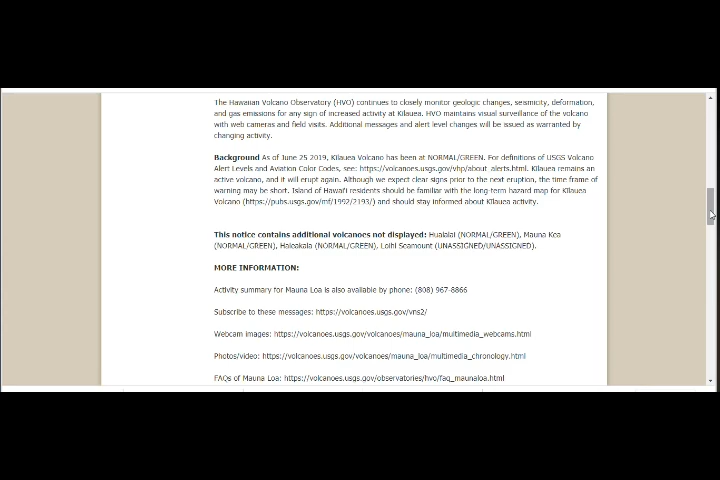 The Hawaiian Volcano Observatory (HVO) continues to closely monitor geologic changes, seismicity, deformation,
and gas emissions for any sign of increased activity at Kilauea. HVO maintains visual surveillance of the volcano
with web cameras and field visits. Additional messages and alert level changes will be issued as warranted by
changing activity.
Background As of June 25 2019, Kīlauea Volcano has been at NORMAL/GREEN. For definitions of USGS Volcano
Alert Levels and Aviation Color Codes, see: https://volcanoes.usgs.gov/vhp/about_alerts.html. Kīlauea remains an
active volcano, and it will erupt again. Although we expect clear signs prior to the next eruption, the time frame of
warning may be short. Island of Hawaiʻi residents should be familiar with the long-term hazard map for Kīlauea
Volcano (https://pubs.usgs.gov/mf/1992/2193/) and should stay informed about Kīlauea activity.
This notice contains additional volcanoes not displayed: Hualalai (NORMAL/GREEN), Mauna Kea
(NORMAL/GREEN), Haleakala (NORMAL/GREEN), Loihi Seamount (UNASSIGNED/UNASSIGNED).
MORE INFORMATION:
Activity summary for Mauna Loa is also available by phone: (808) 967-8866
Subscribe to these messages: https://volcanoes.usgs.gov/vns2/
Webcam images: https://volcanoes.usgs.gov/volcanoes/mauna_loa/multimedia_webcams.html
Photos/video: https://volcanoes.usgs.gov/volcanoes/mauna_loa/multimedia_chronology.html
FAQs of Mauna Loa: https://volcanoes.usgs.gov/observatories/hvo/faq_maunaloa.html